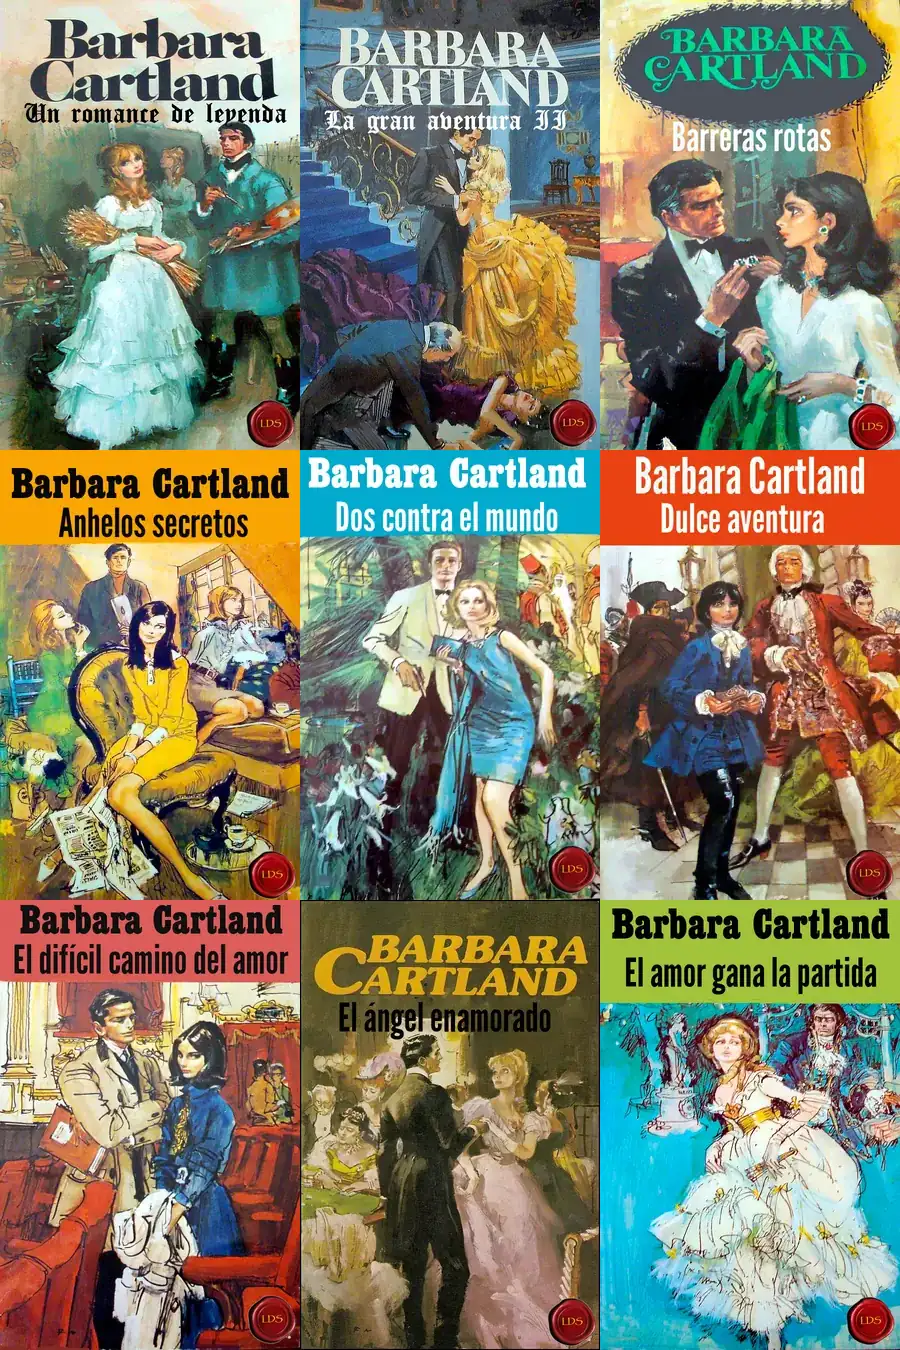 Barbara
Cartland
Un romance de leyenda
LDS
BARBARA
CARTLAND
La gran aventura II
LDS
BARBARA
CARTLAND
Barreras rotas
LDS
Barbara Cartland
Anhelos secretos
LDS
Barbara Cartland
Dos contra el mundo
LDS
Barbara Cartland
Dulce aventura
LDS
Barbara Cartland
El difícil camino del amor
LDS
BARBARA
CARTLAND
El ángel enamorado
LDS
Barbara Cartland
El amor gana la partida
LDS